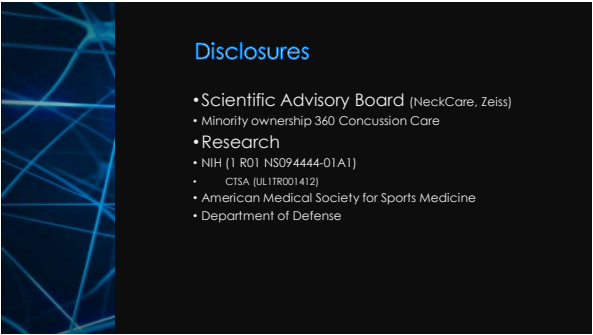 Disclosures
•Scientific Advisory Board (NeckCare, Zeiss)
• Minority ownership 360 Concussion Care
•Research
• NIH (1 R01 NS094444-01A1)
• CTSA (UL1TR001412)
• American Medical Society for Sports Medicine
• Department of Defense